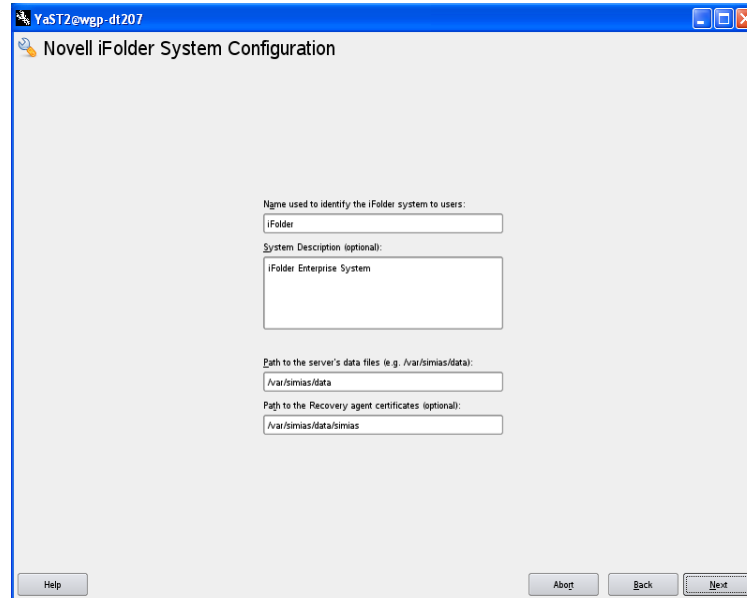 YaST2@wgp-dt207
Novell iFolder System Configuration
Name used to identify the iFolder system to users:
iFolder
System Description (optional):
iFolder Enterprise System
Path to the server's data files (e.g. /var/simias/data):
/var/simias/data
Path to the Recovery agent certificates (optional):
/var/simias/data/simias
Help
Abort
Back
Next